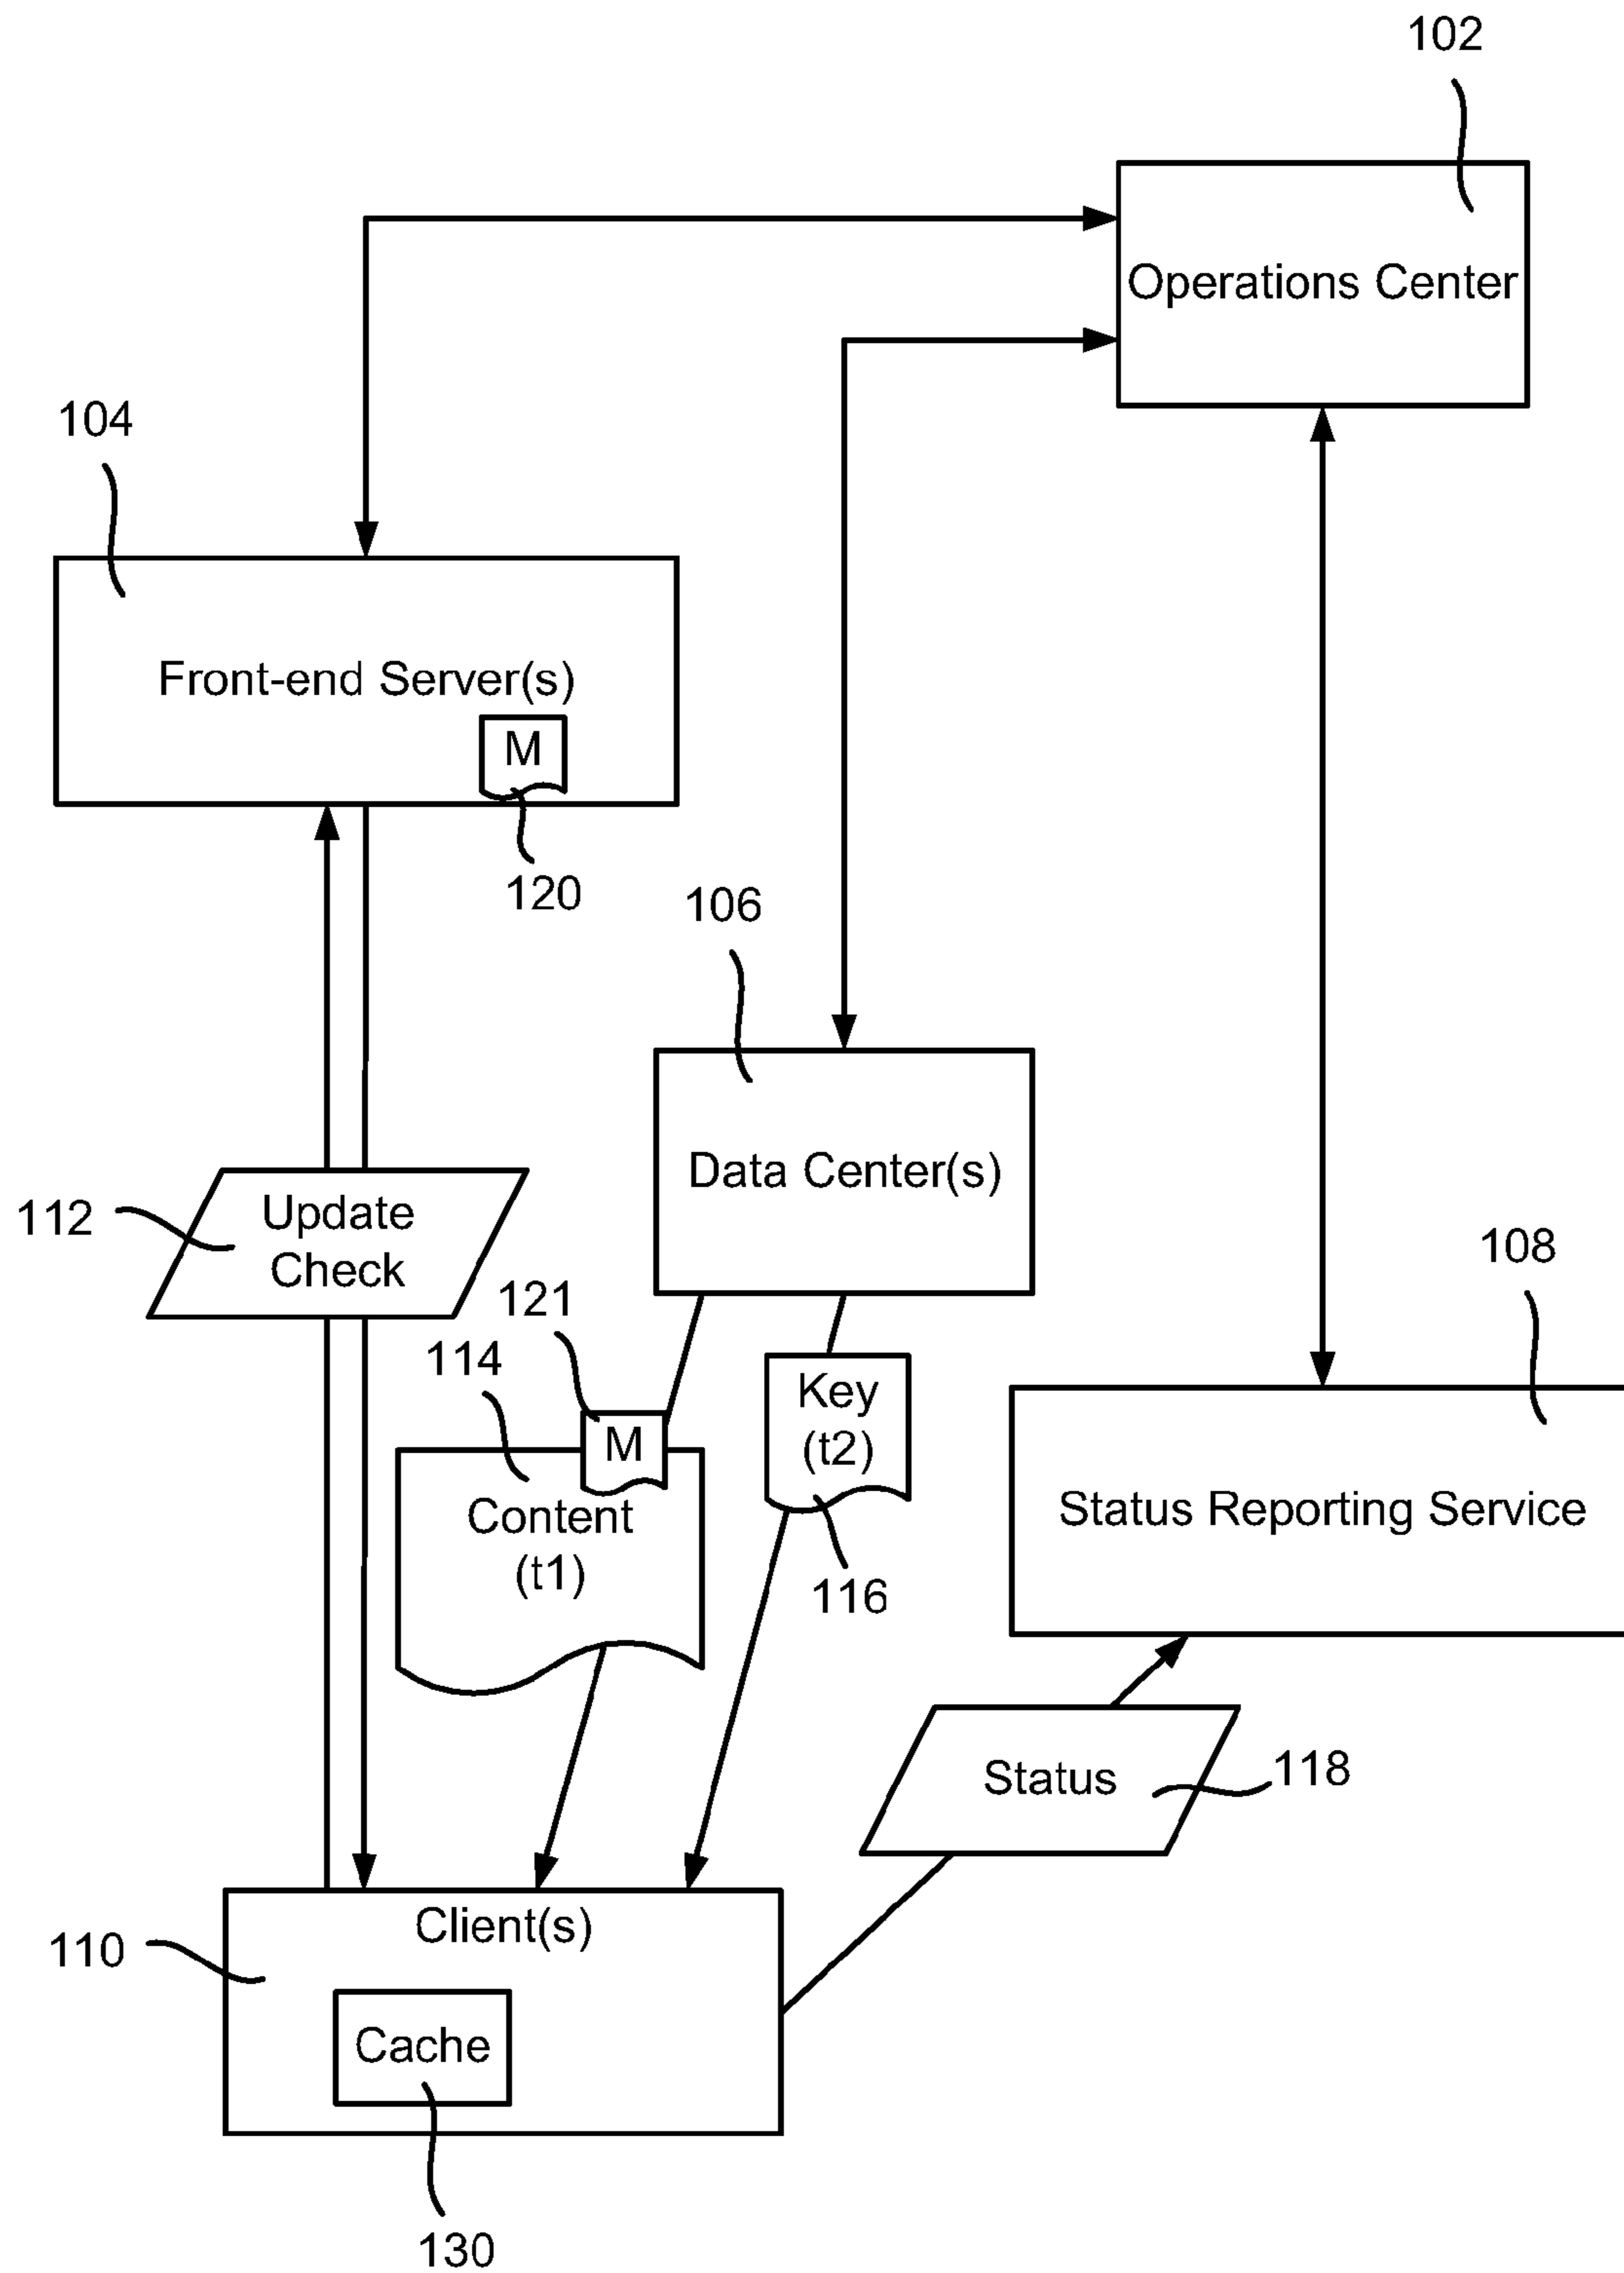 102
Operations Center
104
Front-end Server(s)
M
120
106
Data Center(s)
112
Update
Check
108
121
114
Key
(t2)
M
Content
(t1)
Status Reporting Service
116
Status
118
Client(s)
110
Cache
130